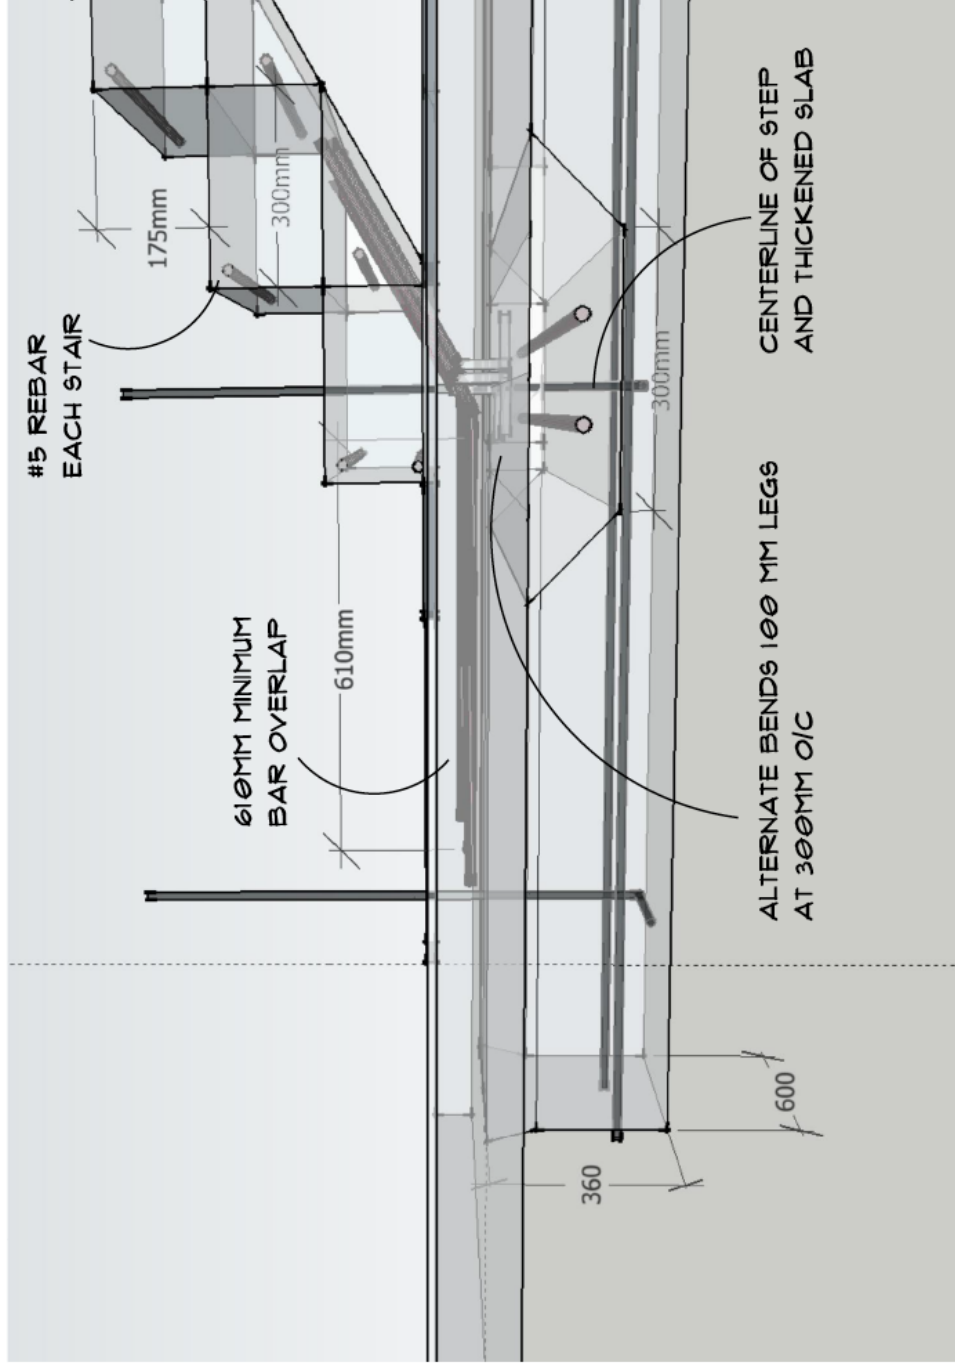 #5 REBAR
EACH STAIR
175mm
300mm
610MM MINIMUM
BAR OVERLAP
610mm
CENTERLINE OF STEP
AND THICKENED SLAB
300mm
ALTERNATE BENDS 100 MM LEGS
AT 300MM O/C
360
600